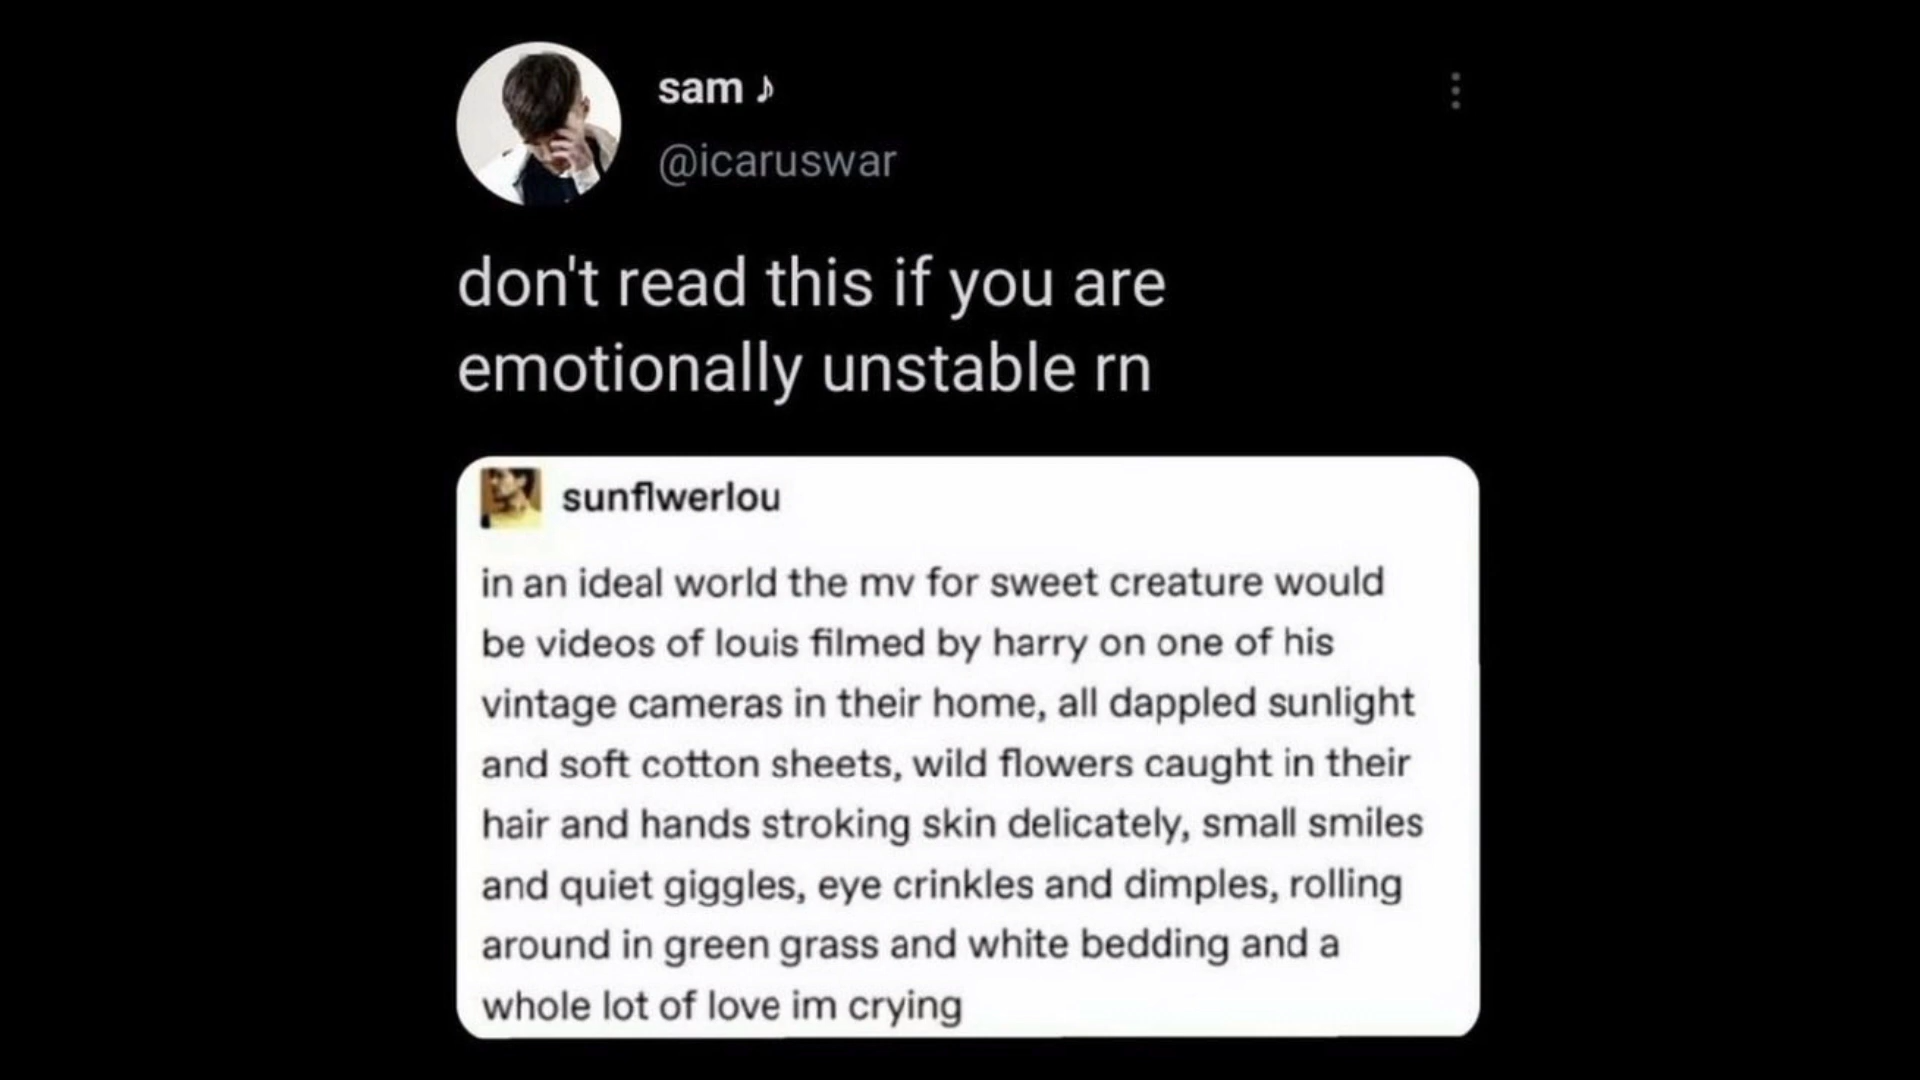 sam ♪
@icaruswar
don't read this if you are
emotionally unstable rn
sunflwerlou
in an ideal world the mv for sweet creature would
be videos of louis filmed by harry on one of his
vintage cameras in their home, all dappled sunlight
and soft cotton sheets, wild flowers caught in their
hair and hands stroking skin delicately, small smiles
and quiet giggles, eye crinkles and dimples, rolling
around in green grass and white bedding and a
whole lot of love im crying